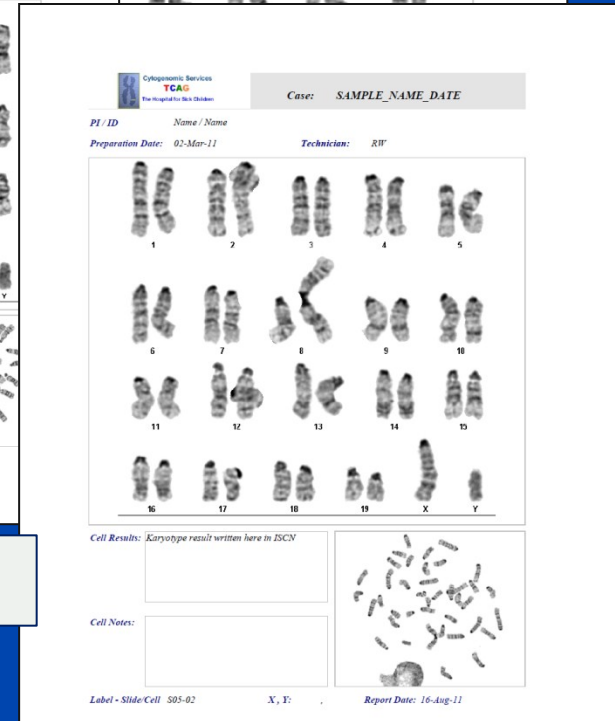 Cytogenomic Services
TCAG
The Hospital for Sick Children
Case: SAMPLE_NAME_DATE
PI / ID Name / Name
Preparation Date: 02-Mar-11 Technician: RW
1 2 3 4 5
6 7 8 9 10
11 12 13 14 15
Y
16 17 18 19 X Y
Cell Results: Karyotype result written here in ISCN
Cell Notes:
Label - Slide/Cell S05-02 X , Y: , Report Date: 16-Aug-11